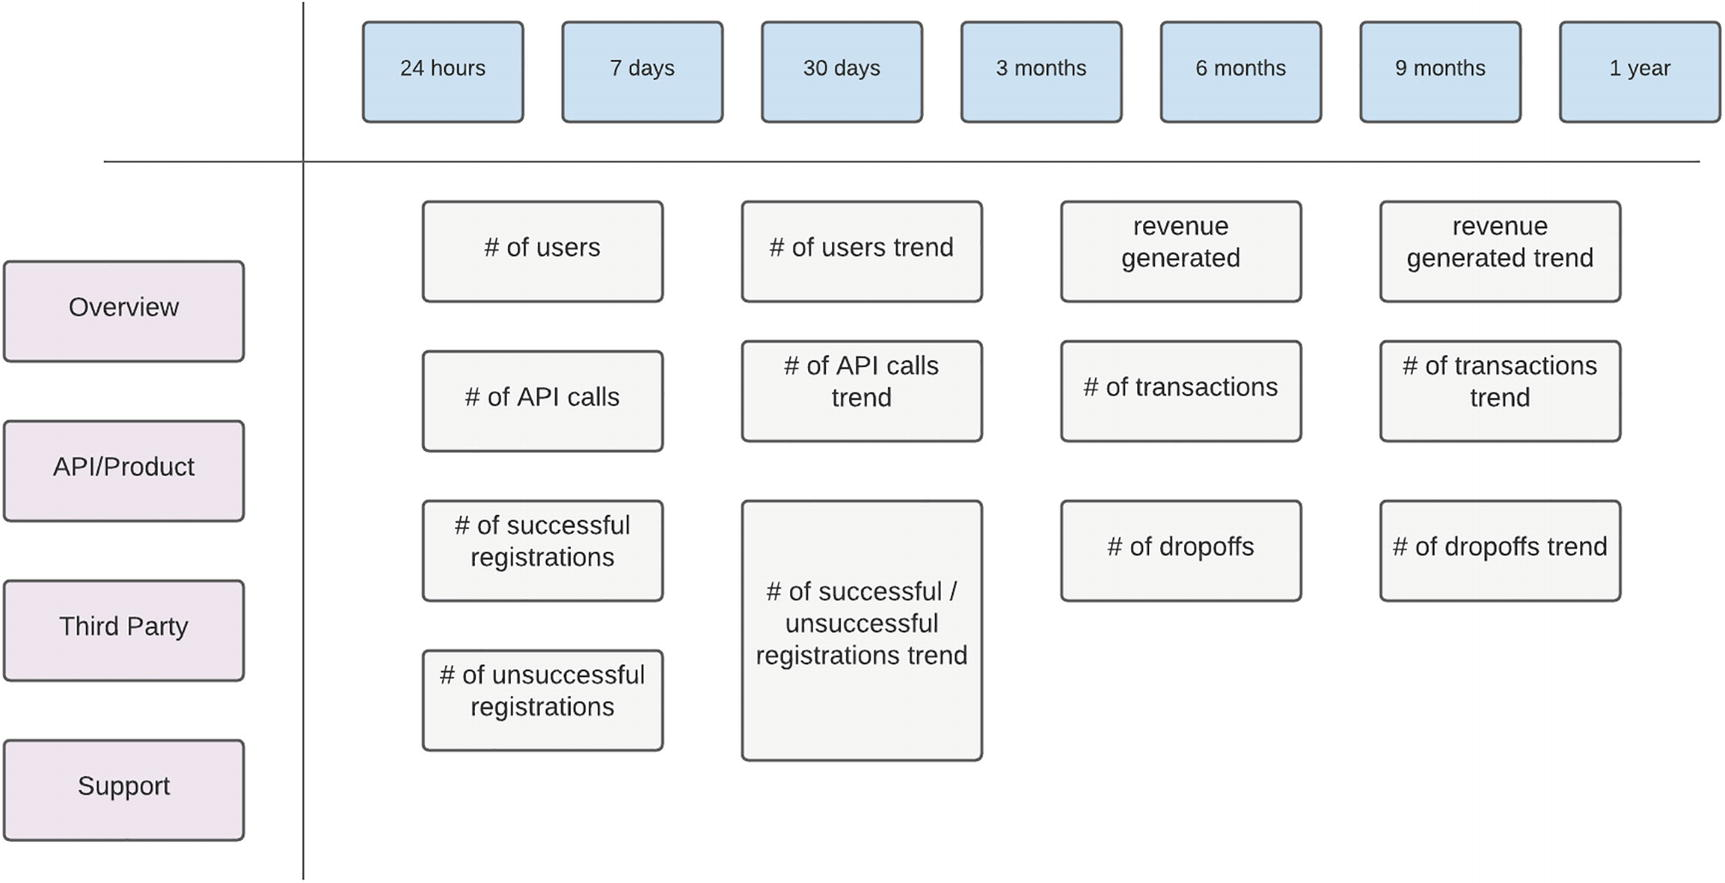 24 hours
7 days
30 days
3 months
6 months
9 months
1 year
Overview
API/Product
Third Party
Support
# of users
# of users trend
revenue
generated
revenue
generated trend
# of API calls
# of API calls
trend
# of transactions
# of transactions
trend
# of successful
registrations
# of successful /
unsuccessful
registrations trend
# of dropoffs
# of dropoffs trend
# of unsuccessful
registrations